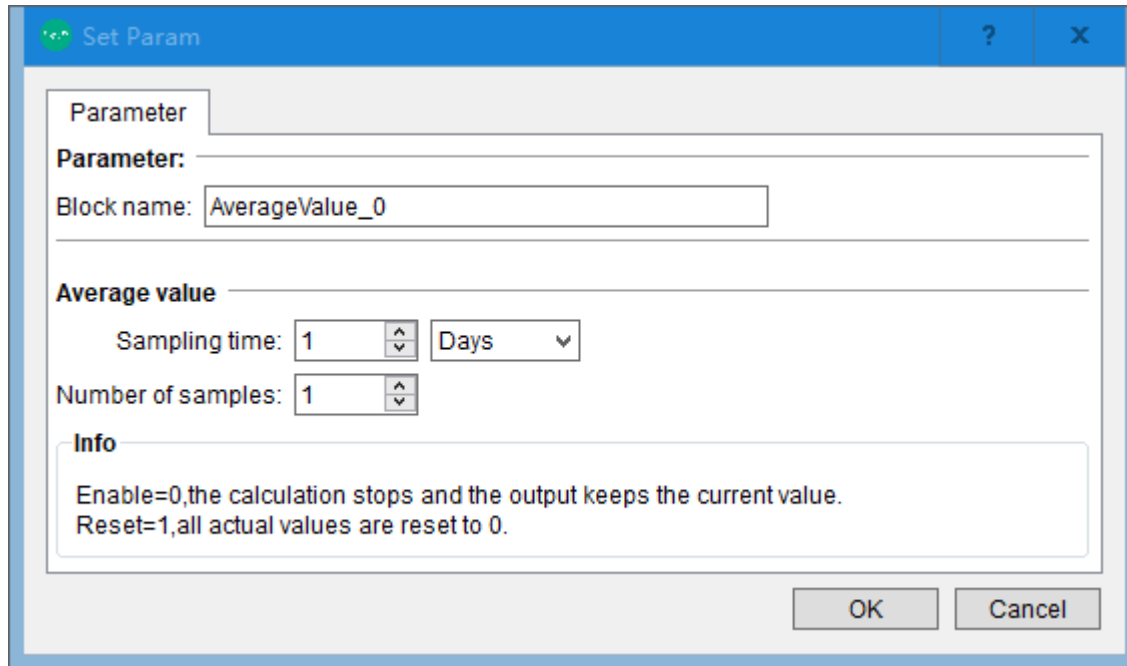 Set Param
? x
Parameter
Parameter:
Block name: AverageValue_0
Average value
Sampling time: 1 Days
Number of samples: 1
Info
Enable=0,the calculation stops and the output keeps the current value.
Reset=1,all actual values are reset to 0.
OK Cancel